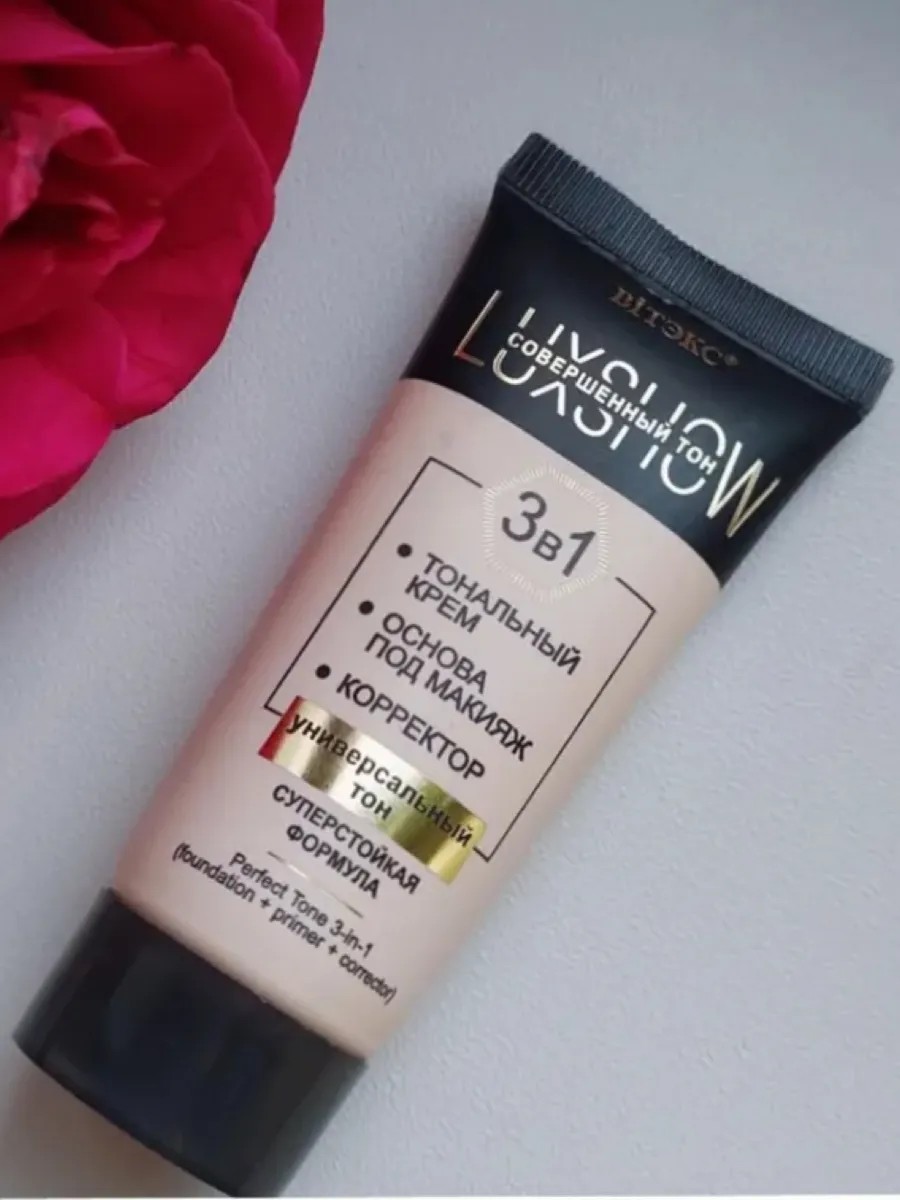 ВІТЭКС®
LUXSHOW
СОВЕРШЕННЫЙ ТОН
3в1
• ТОНАЛЬНЫЙ
КРЕМ
• ОСНОВА
ПОД МАКИЯЖ
• КОРРЕКТОР
универсальный
тон
СУПЕРСТОЙКАЯ
ФОРМУЛА
Perfect Tone 3-in-1
(foundation + primer + corrector)